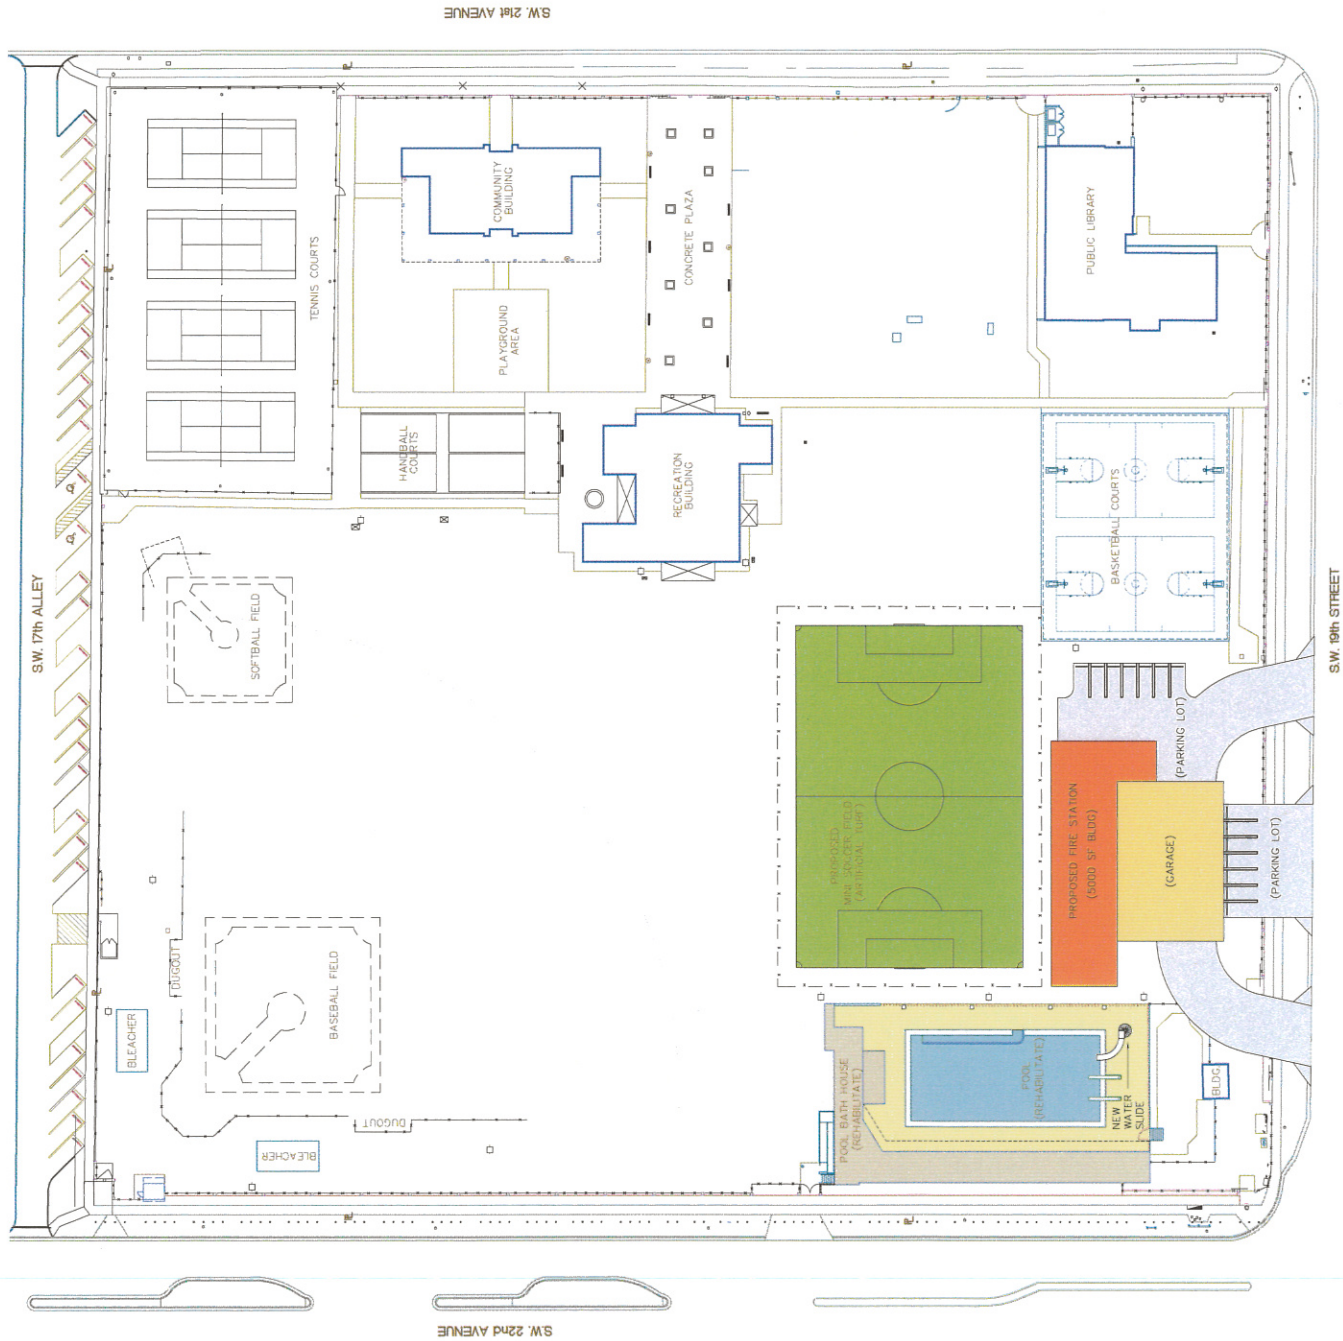 S.W. 21st AVENUE
S.W. 17th ALLEY
TENNIS COURTS
COMMUNITY
BUILDING
PLAYGROUND
AREA
CONCRETE PLAZA
PUBLIC LIBRARY
HANDBALL
COURTS
RECREATION
BUILDING
BASKETBALL COURTS
S.W. 19th STREET
SOFTBALL FIELD
PROPOSED
MINI SOCCER FIELD
(ARTIFICIAL TURF)
PROPOSED FIRE STATION
(5000 SF BLDG)
(GARAGE)
(PARKING LOT)
(PARKING LOT)
DUGOUT
BASEBALL FIELD
BLEACHER
DUGOUT
BLEACHER
POOL BATH HOUSE
(REHABILITATE)
POOL
(REHABILITATE)
NEW
WATER
SLIDE
BLDG.
S.W. 22nd AVENUE